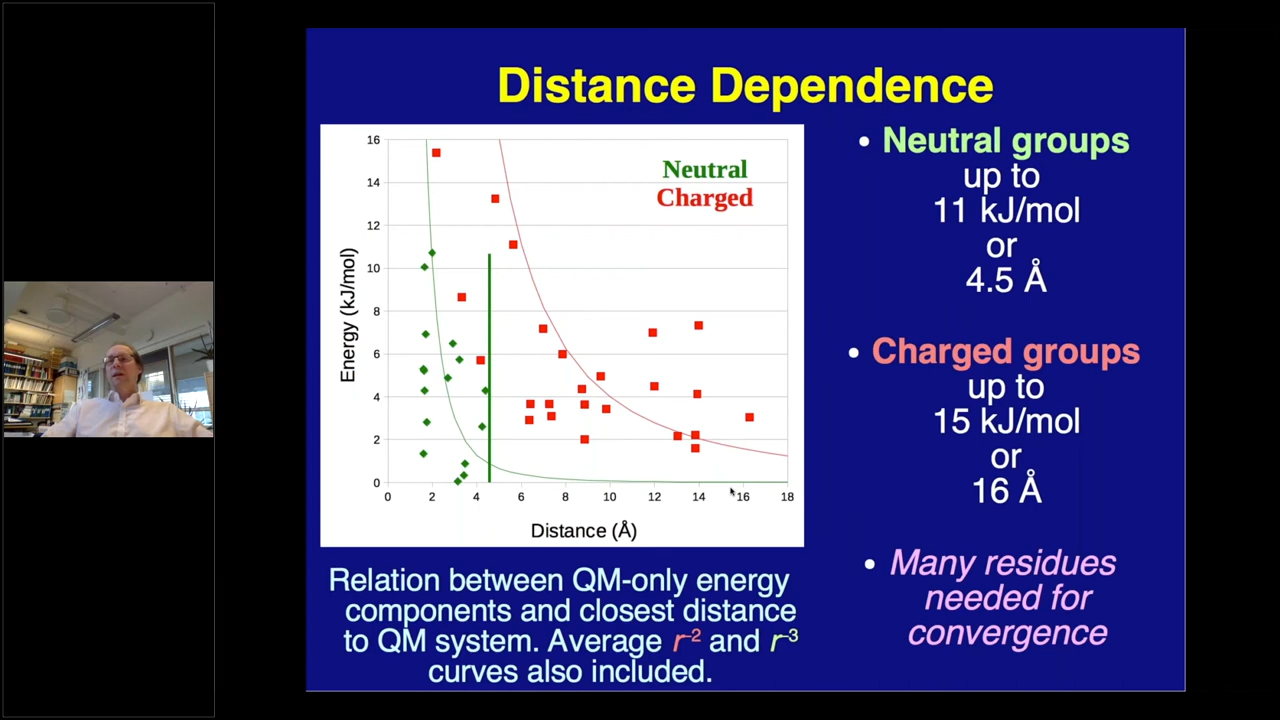 Distance Dependence
16
14
12
10
8
6
4
2
0
0 2 4 6 8 10 12 14 16 18
Energy (kJ/mol)
Distance (Å)
Neutral
Charged
Relation between QM-only energy
components and closest distance
to QM system. Average r⁻² and r⁻³
curves also included.
• Neutral groups
up to
11 kJ/mol
or
4.5 Å
• Charged groups
up to
15 kJ/mol
or
16 Å
• Many residues
needed for
convergence